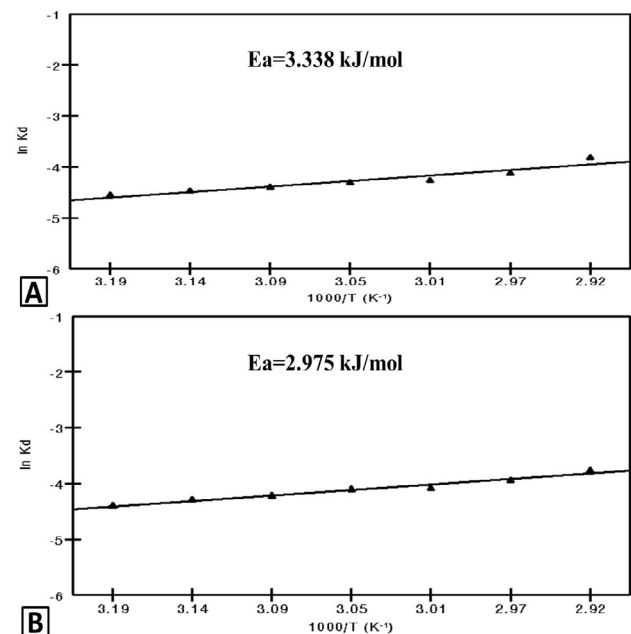 -1
Ea=3.338 kJ/mol
-2
-3
ln Kd
-4
-5
-6
3.19 3.14 3.09 3.05 3.01 2.97 2.92
1000/T (K⁻¹)
A
-1
Ea=2.975 kJ/mol
-2
-3
ln Kd
-4
-5
-6
3.19 3.14 3.09 3.05 3.01 2.97 2.92
1000/T (K⁻¹)
B